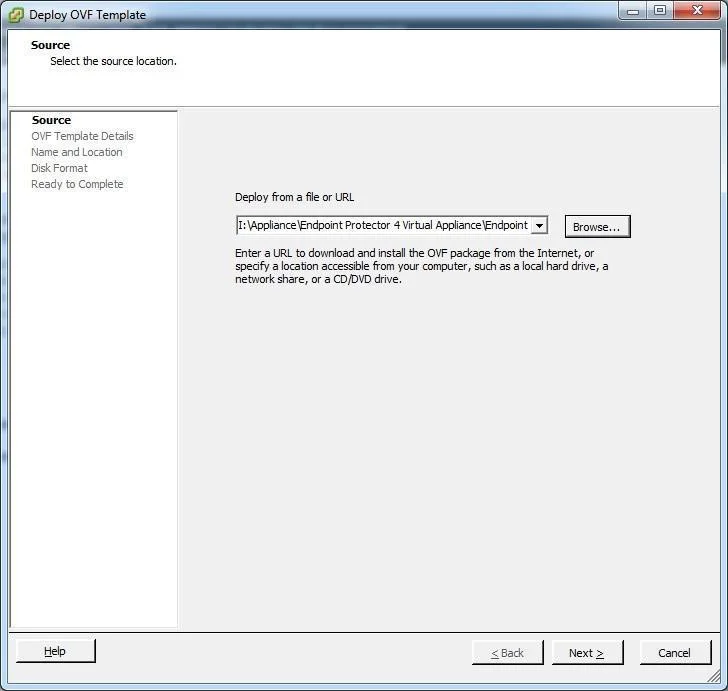 Deploy OVF Template
Source
Select the source location.
Source
OVF Template Details
Name and Location
Disk Format
Ready to Complete
Deploy from a file or URL
I:\Appliance\Endpoint Protector 4 Virtual Appliance\Endpoint
Browse...
Enter a URL to download and install the OVF package from the Internet, or
specify a location accessible from your computer, such as a local hard drive, a
network share, or a CD/DVD drive.
Help
< Back
Next >
Cancel